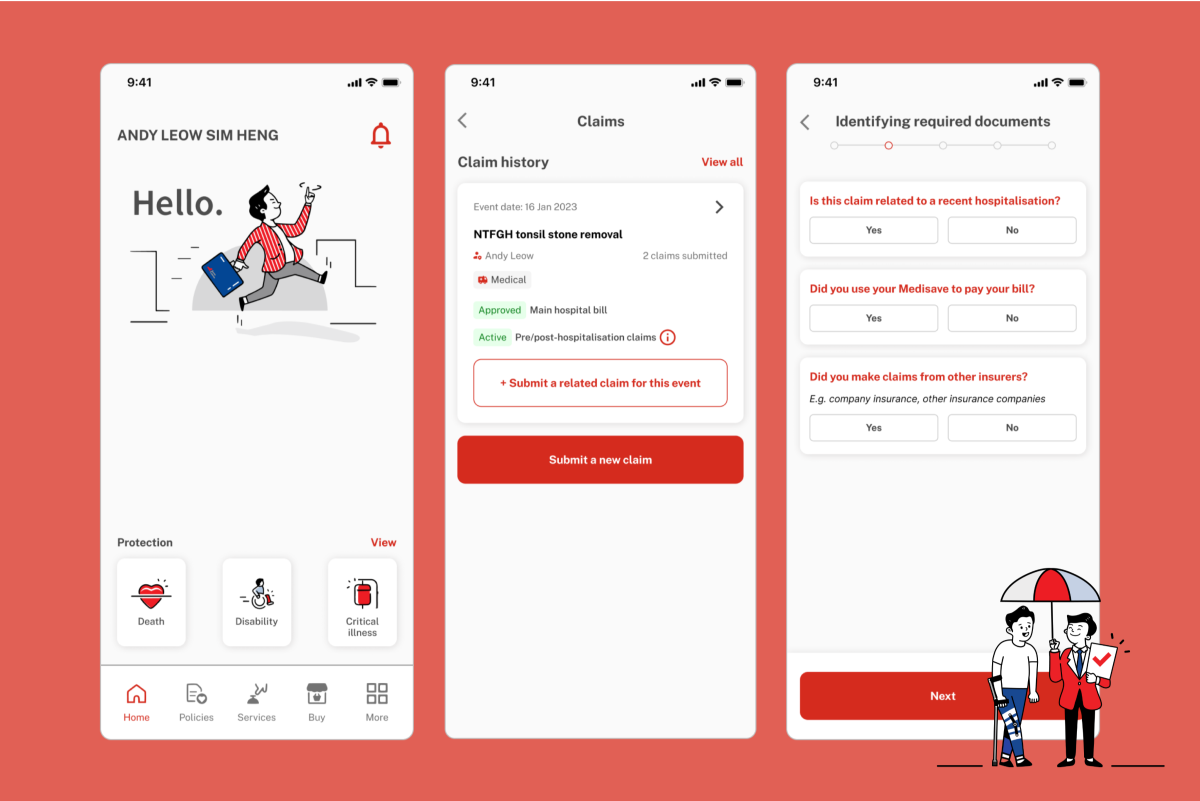 9:41
ANDY LEOW SIM HENG
Hello.
Protection
View
Death
Disability
Critical
illness
Home
Policies
Services
Buy
More
9:41
Claims
Claim history
View all
Event date: 16 Jan 2023
NTFGH tonsil stone removal
Andy Leow
2 claims submitted
Medical
Approved Main hospital bill
Active Pre/post-hospitalisation claims
+ Submit a related claim for this event
Submit a new claim
9:41
Identifying required documents
Is this claim related to a recent hospitalisation?
Yes
No
Did you use your Medisave to pay your bill?
Yes
No
Did you make claims from other insurers?
E.g. company insurance, other insurance companies
Yes
No
Next